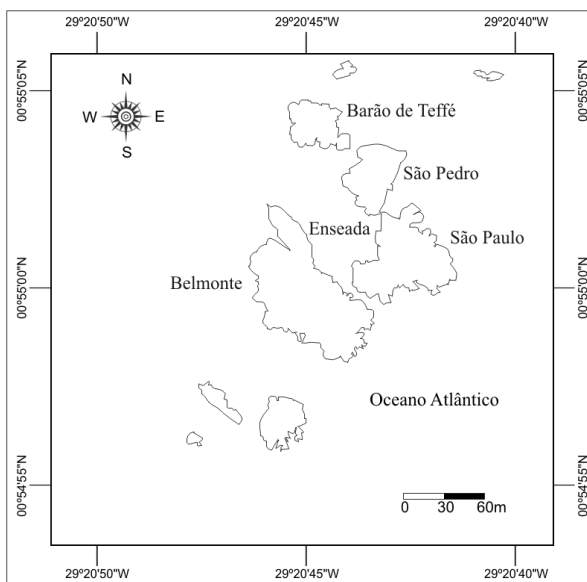 29°20'50"W 29°20'45"W 29°20'40"W
00°55'05"N 00°55'05"N
N
W E
S
Barão de Teffé
São Pedro
Enseada
São Paulo
Belmonte
00°55'00"N 00°55'00"N
Oceano Atlântico
00°54'55"N 00°54'55"N
0 30 60m
29°20'50"W 29°20'45"W 29°20'40"W